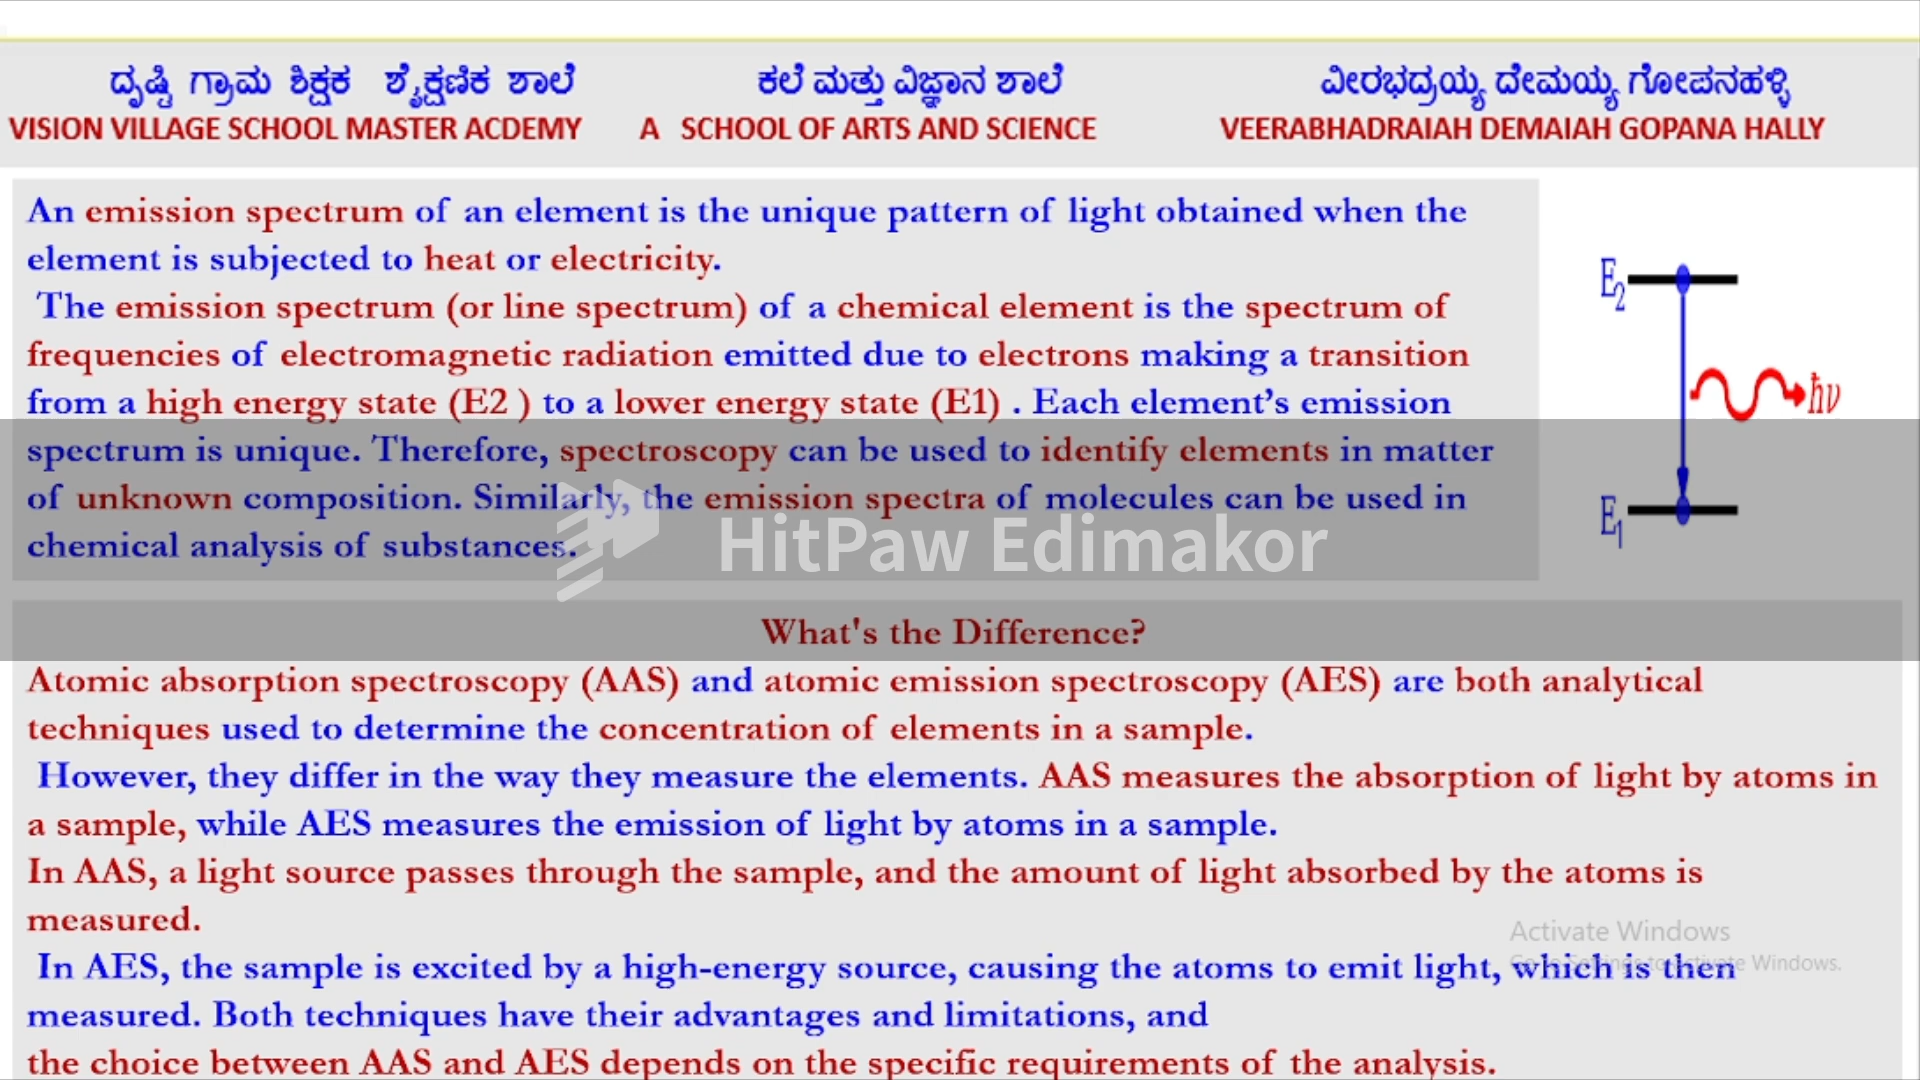 ದೃಷ್ಟಿ ಗ್ರಾಮ ಶಿಕ್ಷಕ ಶೈಕ್ಷಣಿಕ ಶಾಲೆ ಕಲೆ ಮತ್ತು ವಿಜ್ಞಾನ ಶಾಲೆ ವೀರಭದ್ರಯ್ಯ ದೇಮಯ್ಯ ಗೋಪನಹಳ್ಳಿ
VISION VILLAGE SCHOOL MASTER ACDEMY A SCHOOL OF ARTS AND SCIENCE VEERABHADRAIAH DEMAIAH GOPANA HALLY
An emission spectrum of an element is the unique pattern of light obtained when the
element is subjected to heat or electricity.
The emission spectrum (or line spectrum) of a chemical element is the spectrum of
frequencies of electromagnetic radiation emitted due to electrons making a transition
from a high energy state (E2 ) to a lower energy state (E1) . Each element’s emission
spectrum is unique. Therefore, spectroscopy can be used to identify elements in matter
of unknown composition. Similarly, the emission spectra of molecules can be used in
chemical analysis of substances.
E2
ħν
E1
HitPaw Edimakor
What's the Difference?
Atomic absorption spectroscopy (AAS) and atomic emission spectroscopy (AES) are both analytical
techniques used to determine the concentration of elements in a sample.
However, they differ in the way they measure the elements. AAS measures the absorption of light by atoms in
a sample, while AES measures the emission of light by atoms in a sample.
In AAS, a light source passes through the sample, and the amount of light absorbed by the atoms is
measured.
In AES, the sample is excited by a high-energy source, causing the atoms to emit light, which is then
measured. Both techniques have their advantages and limitations, and
the choice between AAS and AES depends on the specific requirements of the analysis.
Activate Windows
Go to Settings to activate Windows.